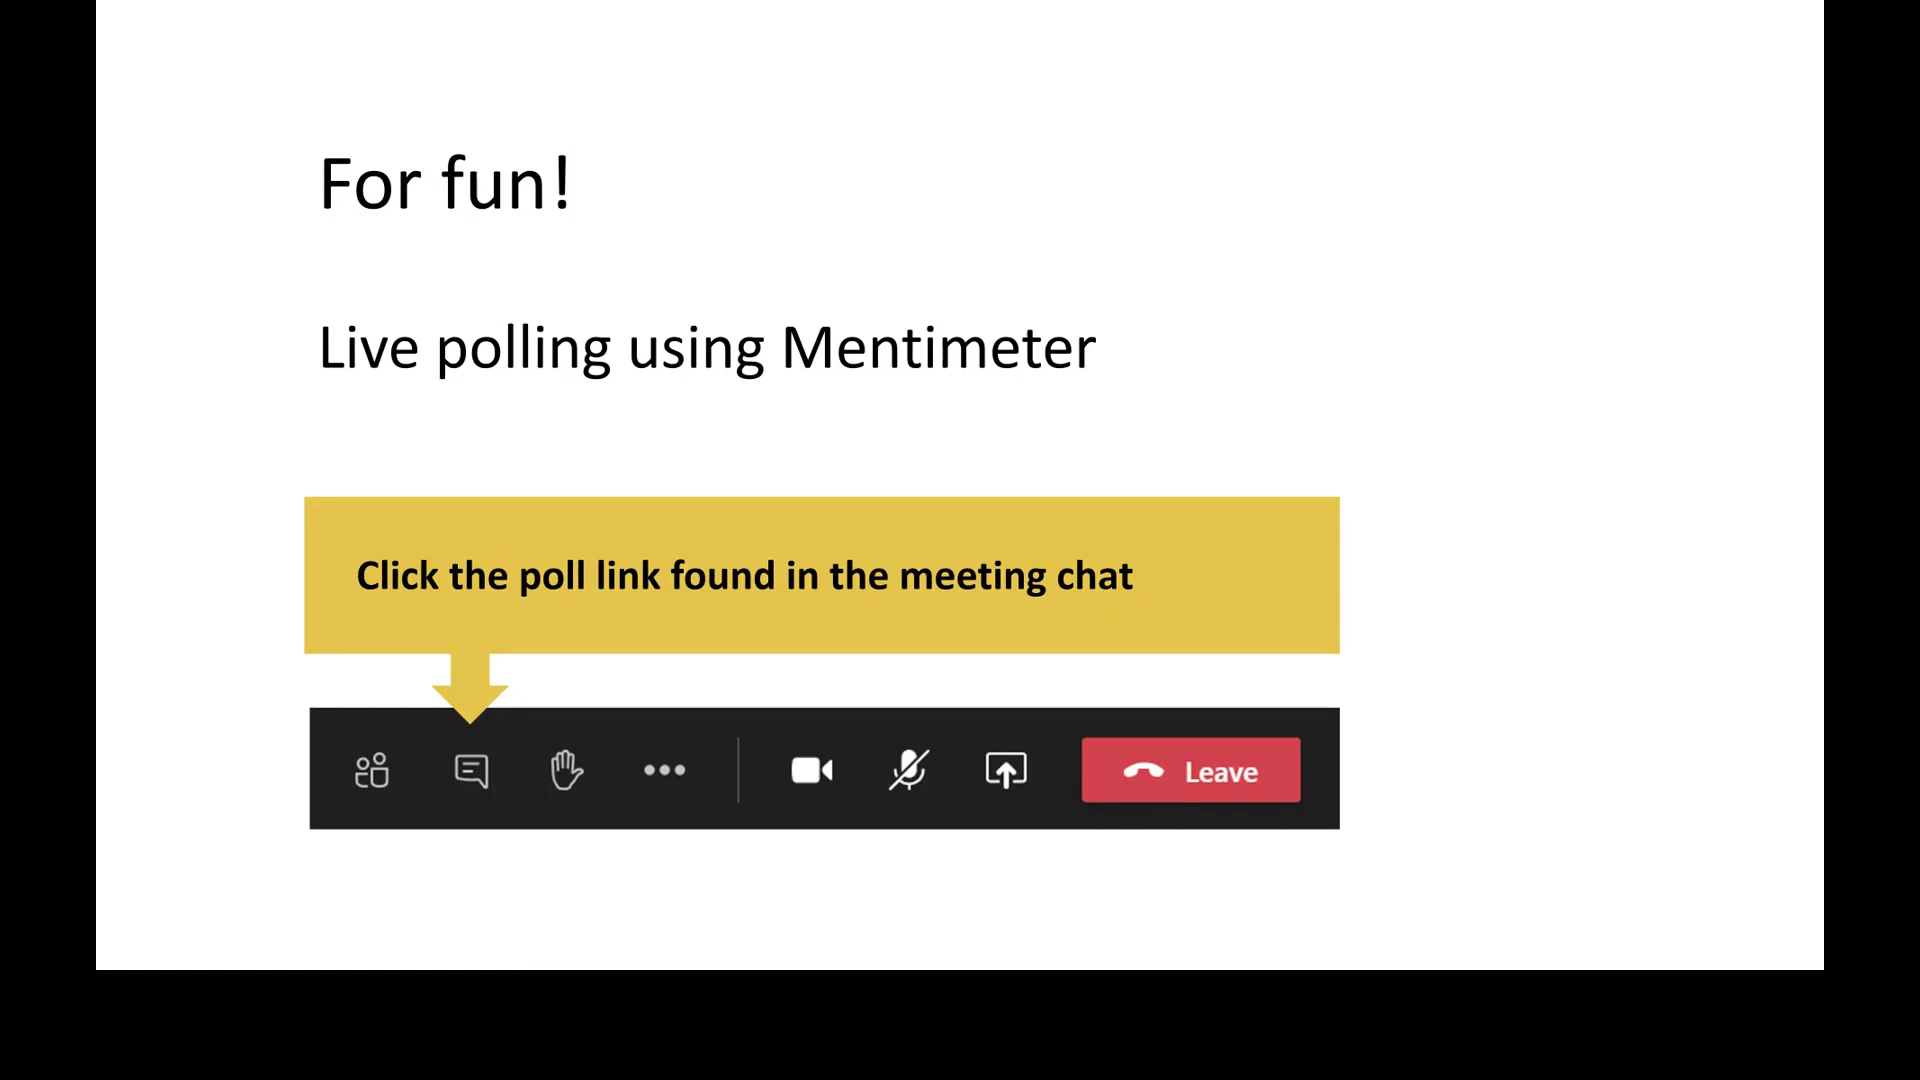 For fun!
Live polling using Mentimeter
Click the poll link found in the meeting chat
Leave